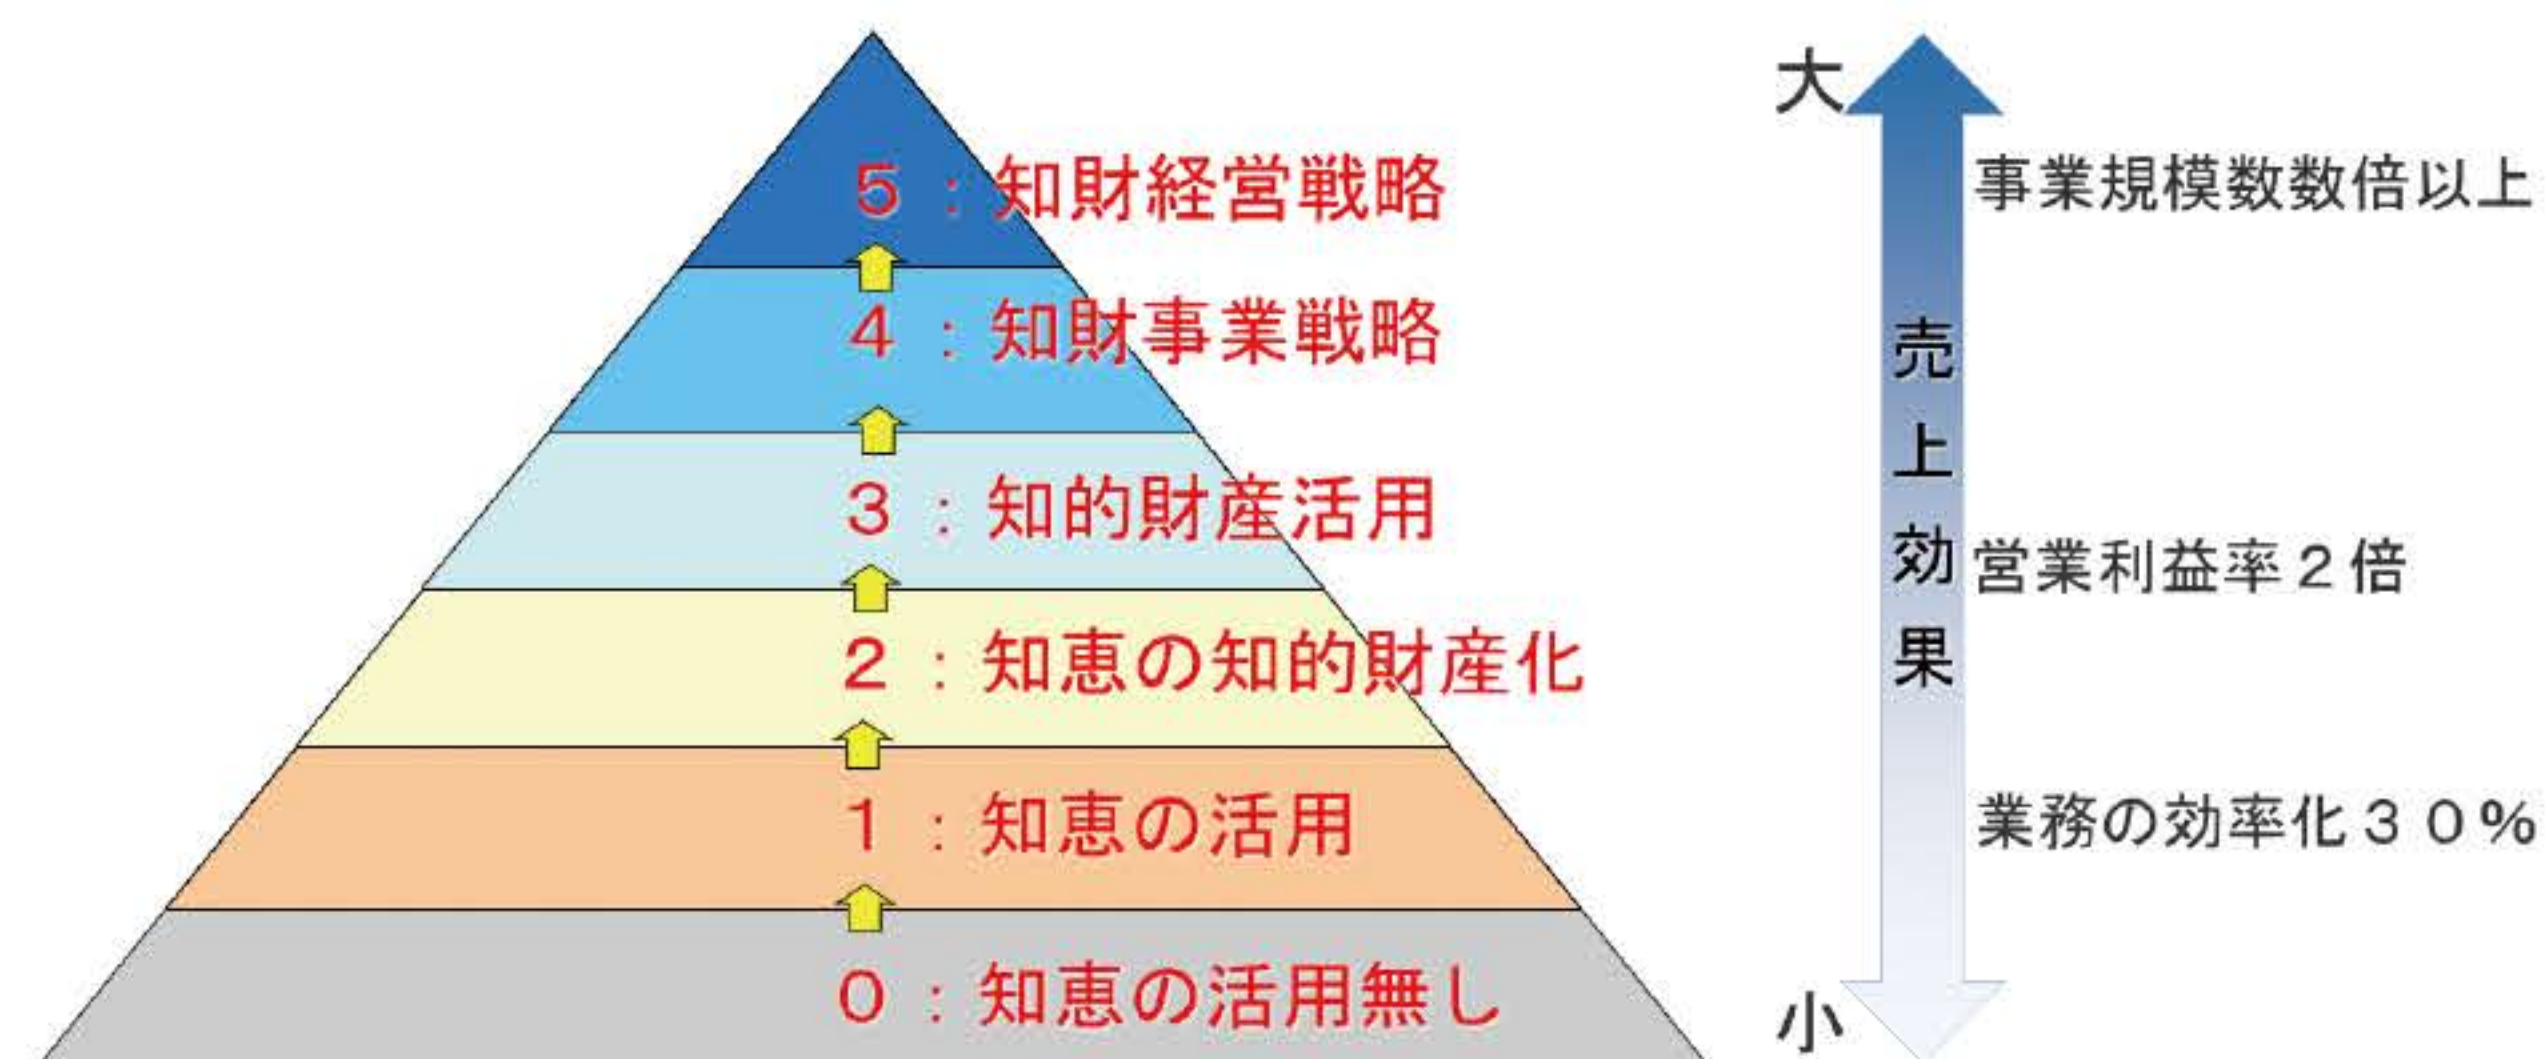 大
5：知財経営戦略
事業規模数数倍以上
4：知財事業戦略
売上効果
3：知的財産活用
営業利益率２倍
2：知恵の知的財産化
1：知恵の活用
業務の効率化３０%
0：知恵の活用無し
小